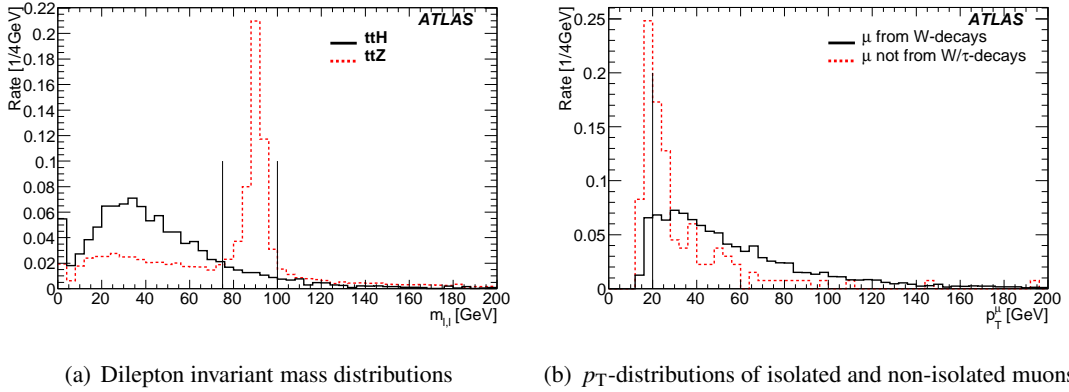 ATLAS
ttH
ttZ
Rate [1/4GeV]
0.22
0.2
0.18
0.16
0.14
0.12
0.1
0.08
0.06
0.04
0.02
0
0 20 40 60 80 100 120 140 160 180 200
m_{l,l} [GeV]
ATLAS
μ from W-decays
μ not from W/τ-decays
Rate [1/4GeV]
0.25
0.2
0.15
0.1
0.05
0
0 20 40 60 80 100 120 140 160 180 200
p_T^μ [GeV]
(a) Dilepton invariant mass distributions
(b) p_T-distributions of isolated and non-isolated muons